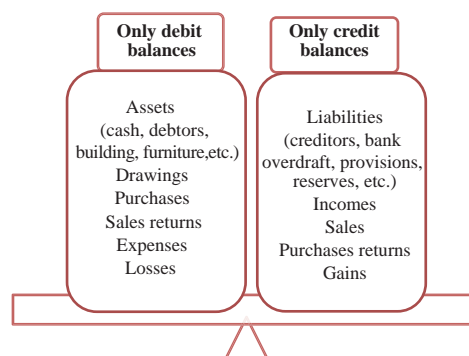 Only debit
balances
Assets
(cash, debtors,
building, furniture,etc.)
Drawings
Purchases
Sales returns
Expenses
Losses
Only credit
balances
Liabilities
(creditors, bank
overdraft, provisions,
reserves, etc.)
Incomes
Sales
Purchases returns
Gains